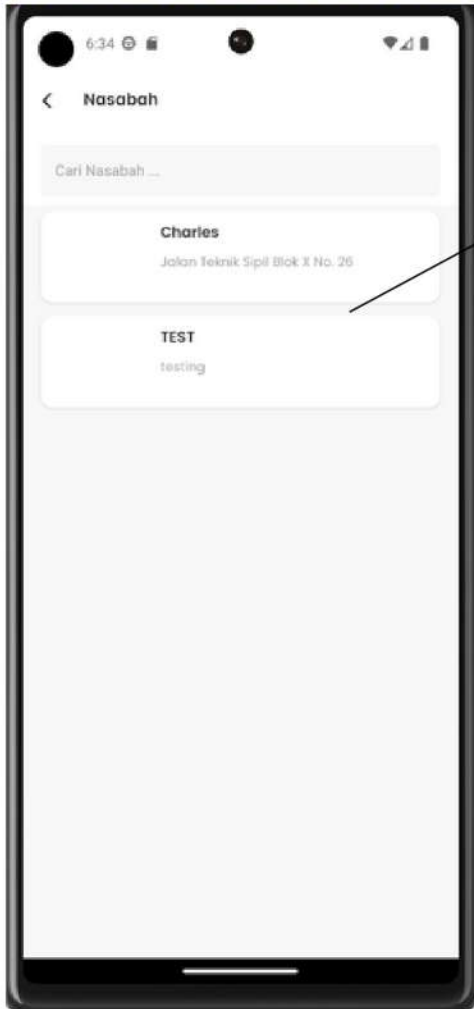 6:34
Nasabah
Cari Nasabah ...
Charles
Jalan Teknik Sipil Blok X No. 26
TEST
testing